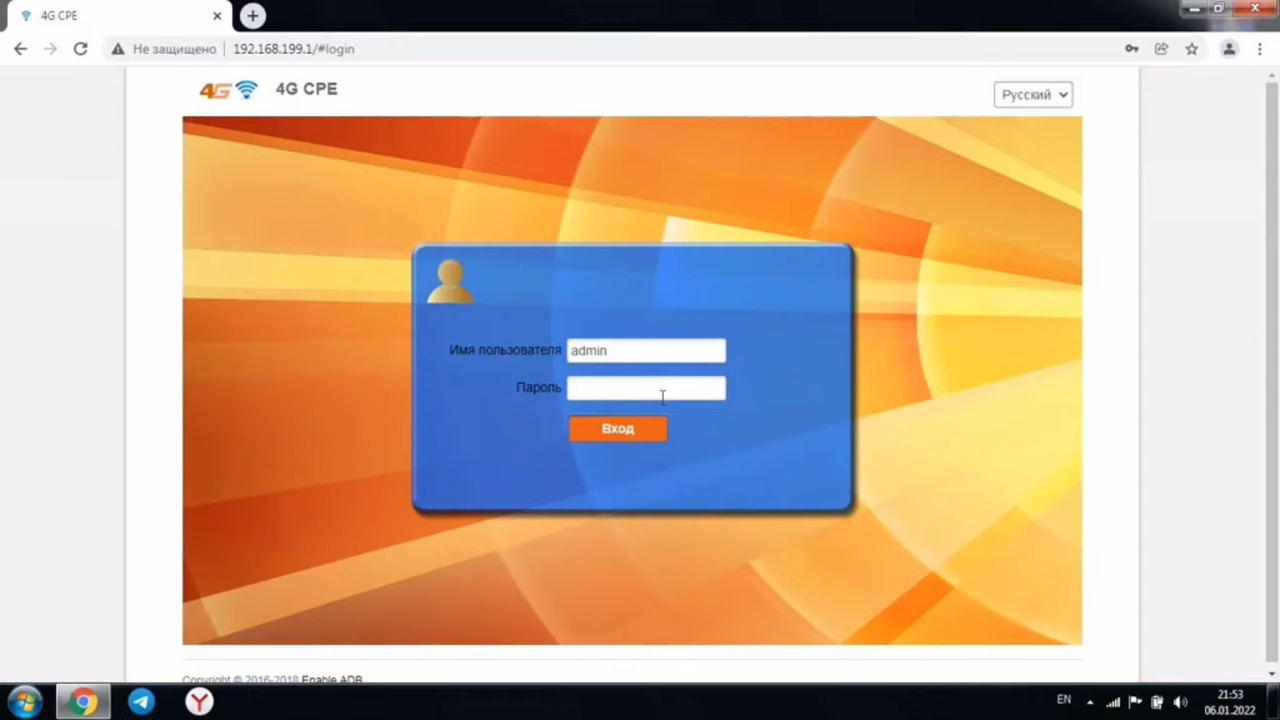 4G CPE
Не защищено
192.168.199.1/#login
4G
4G CPE
Русский
Имя пользователя
admin
Пароль
Вход
Copyright © 2016-2018 Enable ADB
EN
21:53
06.01.2022